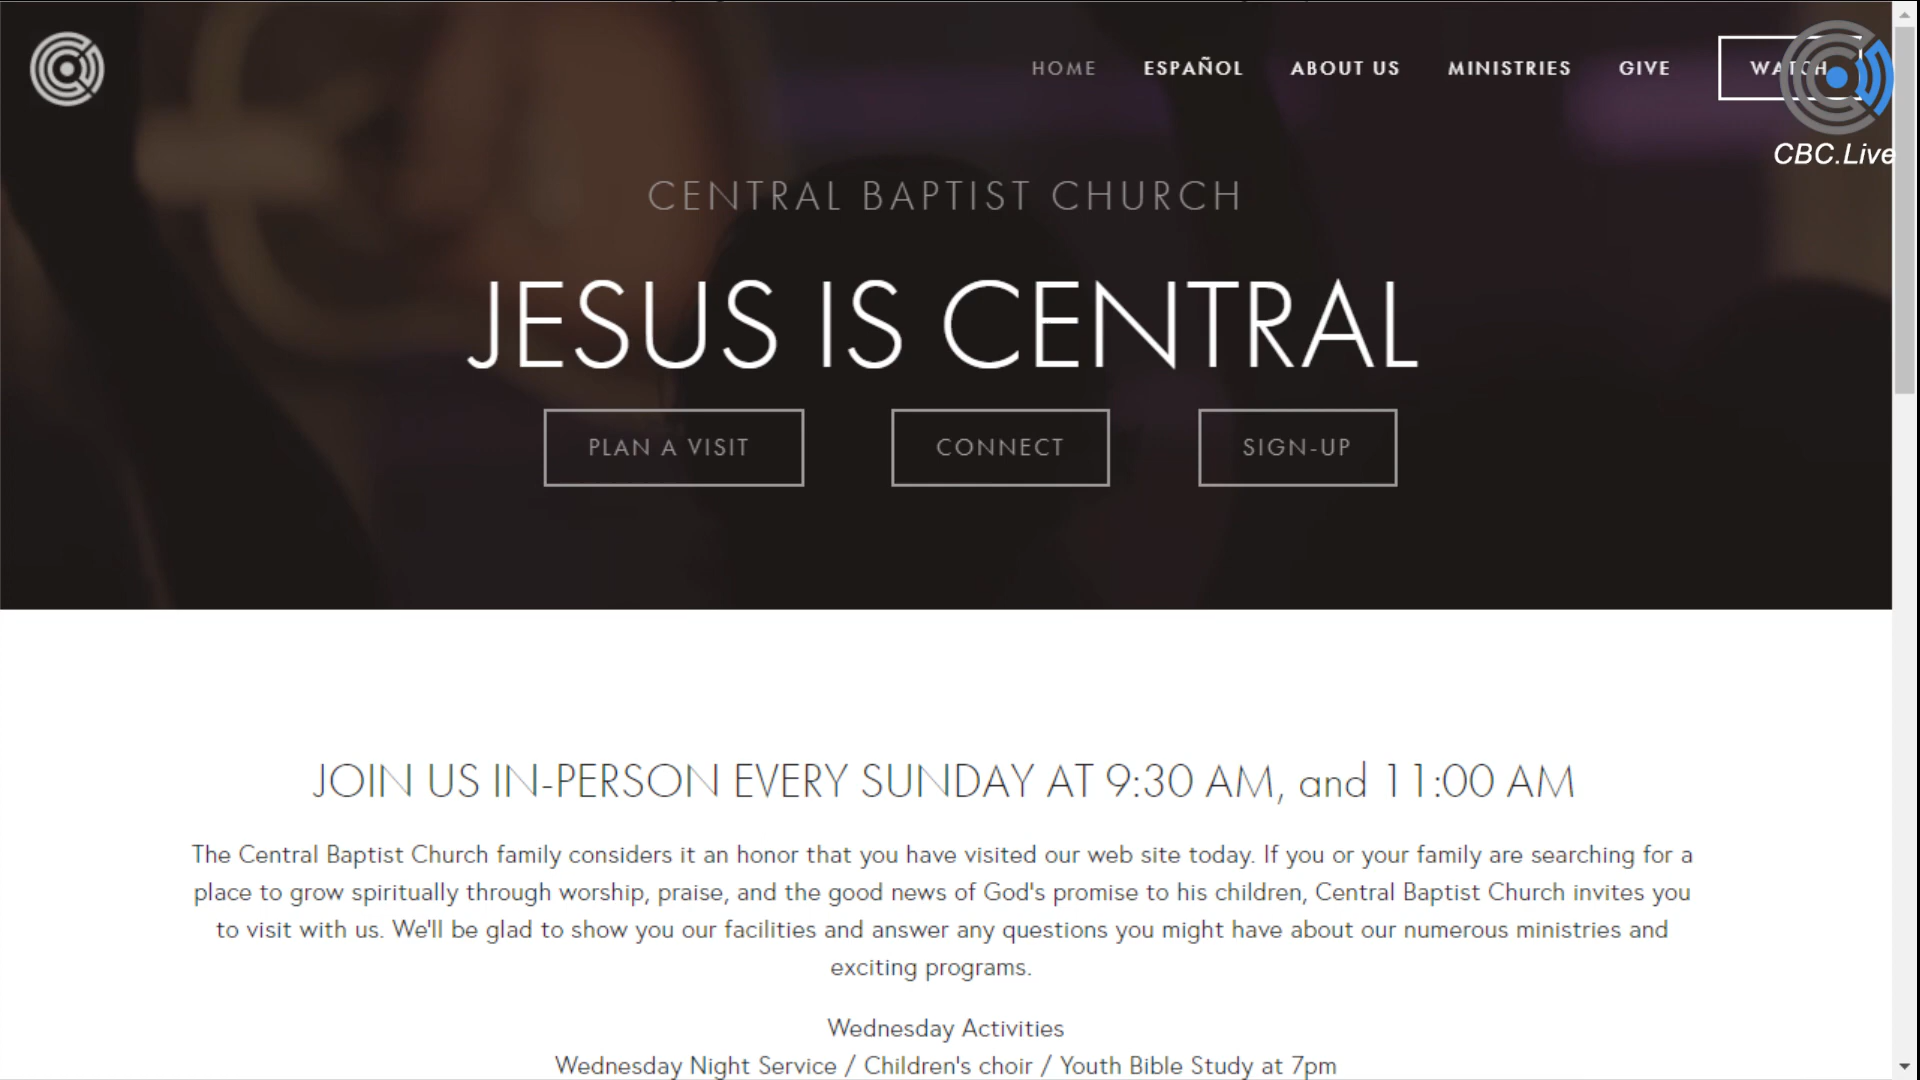 HOME ESPAÑOL ABOUT US MINISTRIES GIVE WATCH
CBC.Live
CENTRAL BAPTIST CHURCH
JESUS IS CENTRAL
PLAN A VISIT CONNECT SIGN-UP
JOIN US IN-PERSON EVERY SUNDAY AT 9:30 AM, and 11:00 AM
The Central Baptist Church family considers it an honor that you have visited our web site today. If you or your family are searching for a
place to grow spiritually through worship, praise, and the good news of God's promise to his children, Central Baptist Church invites you
to visit with us. We'll be glad to show you our facilities and answer any questions you might have about our numerous ministries and
exciting programs.
Wednesday Activities
Wednesday Night Service / Children's choir / Youth Bible Study at 7pm